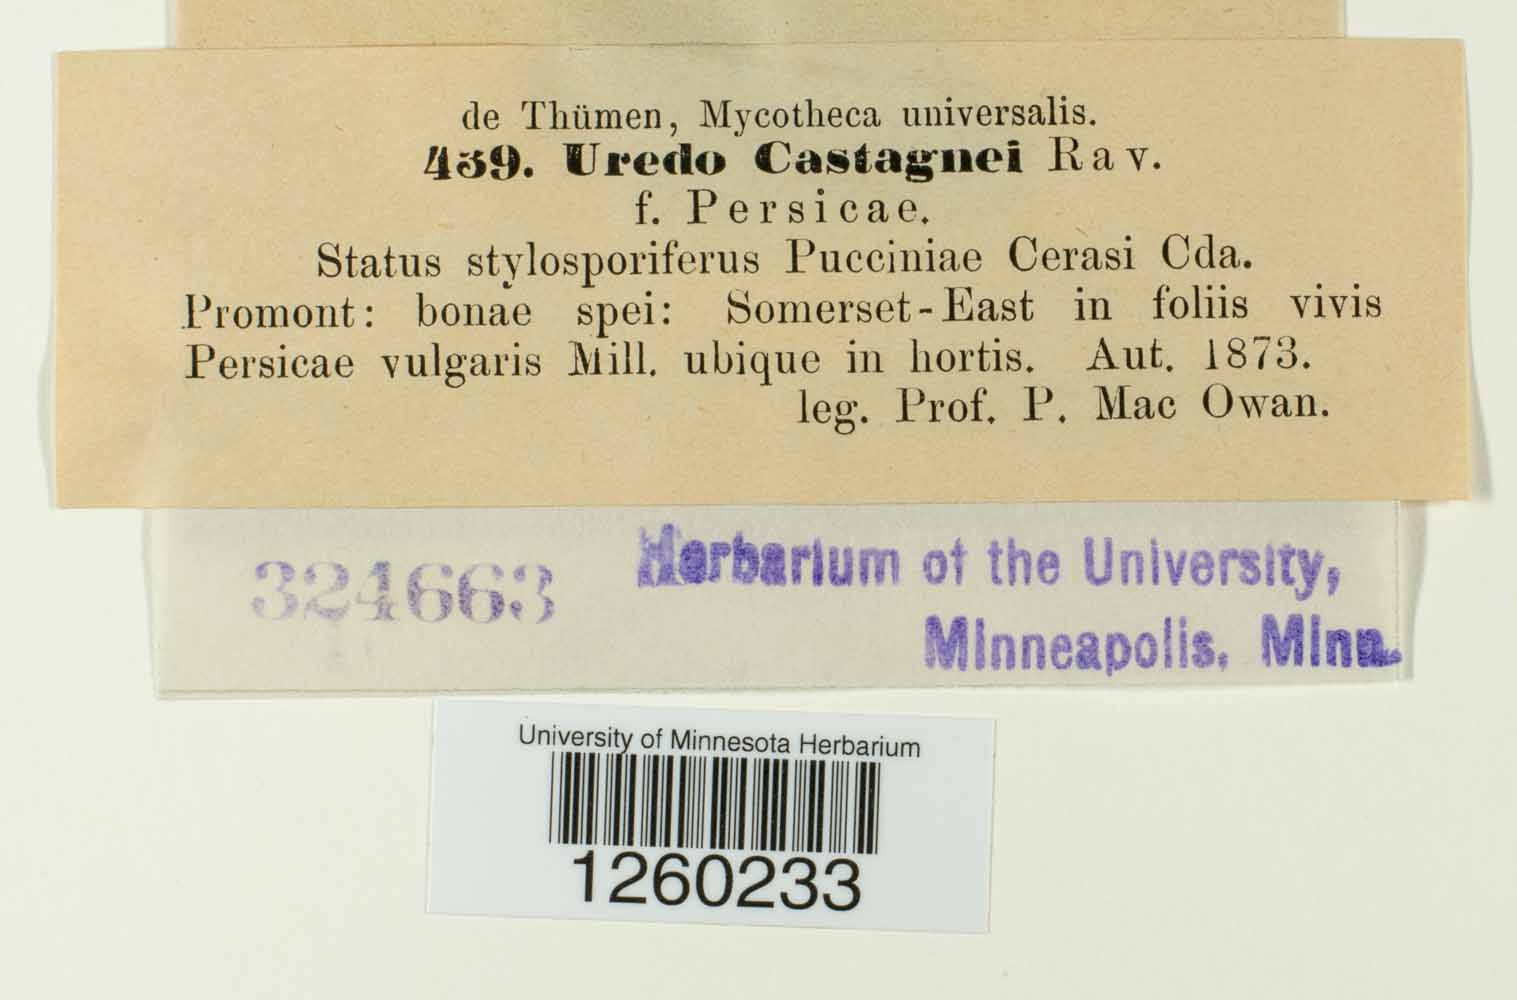 de Thümen, Mycotheca universalis.
439. Uredo Castagnei Rav.
f. Persicae.
Status stylosporiferus Pucciniae Cerasi Cda.
Promont: bonae spei: Somerset-East in foliis vivis
Persicae vulgaris Mill. ubique in hortis. Aut. 1873.
leg. Prof. P. Mac Owan.
324663
Herbarium of the University,
Minneapolis, Minn.
University of Minnesota Herbarium
1260233